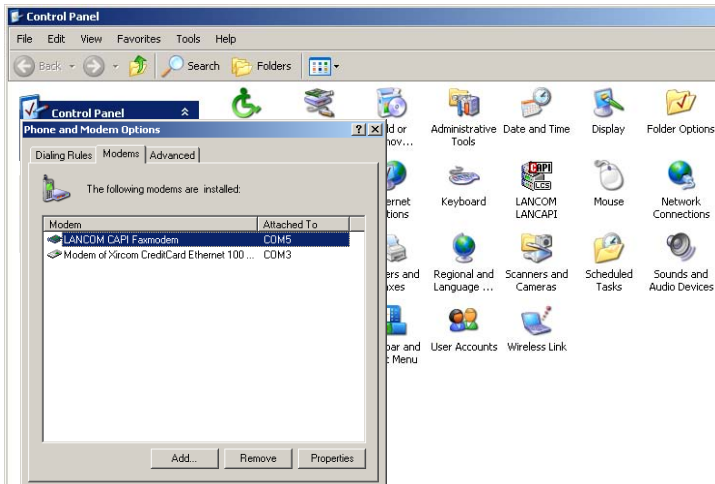 Control Panel
File Edit View Favorites Tools Help
Back Search Folders
Control Panel
Phone and Modem Options
Dialing Rules Modems Advanced
The following modems are installed:
Modem Attached To
LANCOM CAPI Faxmodem COM5
Modem of Xircom CreditCard Ethernet 100 ... COM3
Add... Remove Properties
Administrative Tools
Date and Time
Display
Folder Options
CAPI
LCS
Keyboard
LANCOM LANCAPI
Mouse
Network Connections
Regional and Language ...
Scanners and Cameras
Scheduled Tasks
Sounds and Audio Devices
User Accounts
Wireless Link